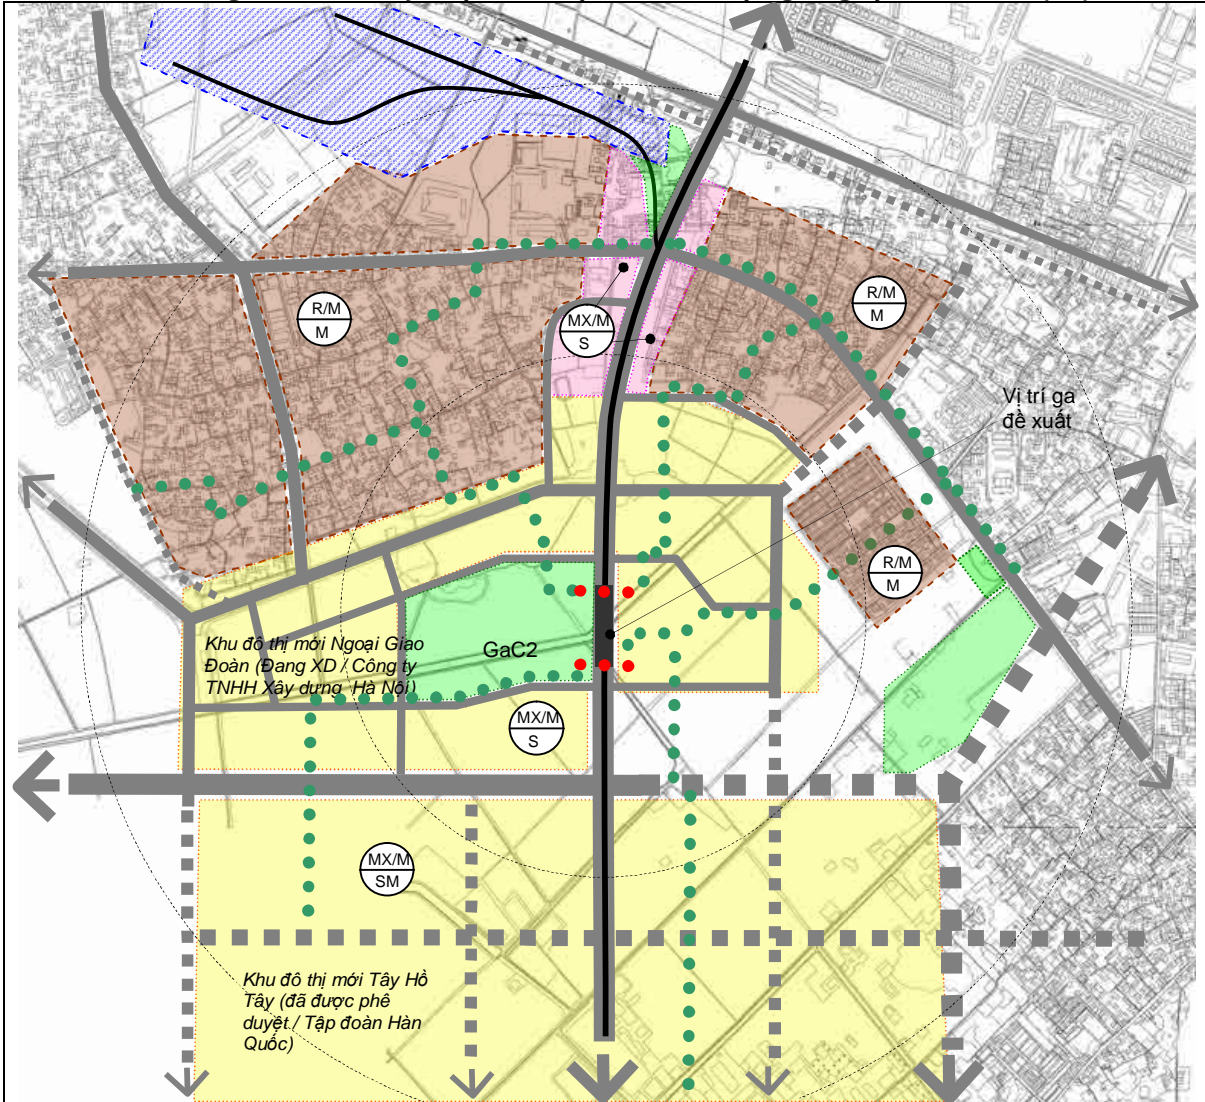 R/M
M
R/M
M
MX/M
S
Vị trí ga
đề xuất
R/M
M
Khu đô thị mới Ngoại Giao
Đoàn (Đang XD / Công ty
TNHH Xây dựng Hà Nội)
GaC2
MX/M
S
MX/M
SM
Khu đô thị mới Tây Hồ
Tây (đã được phê
duyệt / Tập đoàn Hàn
Quốc)